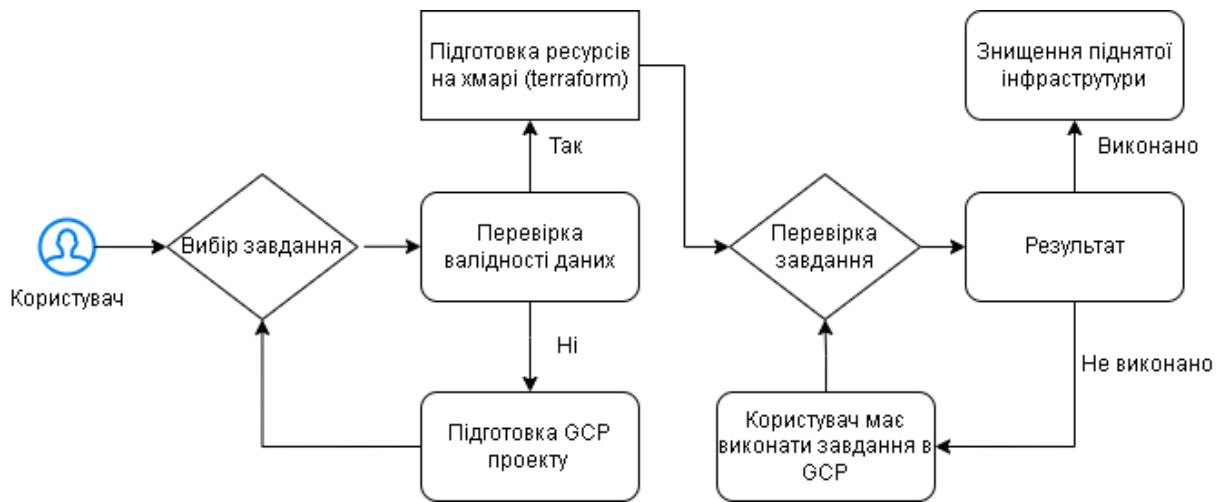 Користувач
Вибір завдання
Підготовка ресурсів
на хмарі (terraform)
Так
Перевірка
валідності даних
Ні
Підготовка GCP
проекту
Перевірка
завдання
Користувач має
виконати завдання в
GCP
Знищення піднятої
інфраструтури
Виконано
Результат
Не виконано